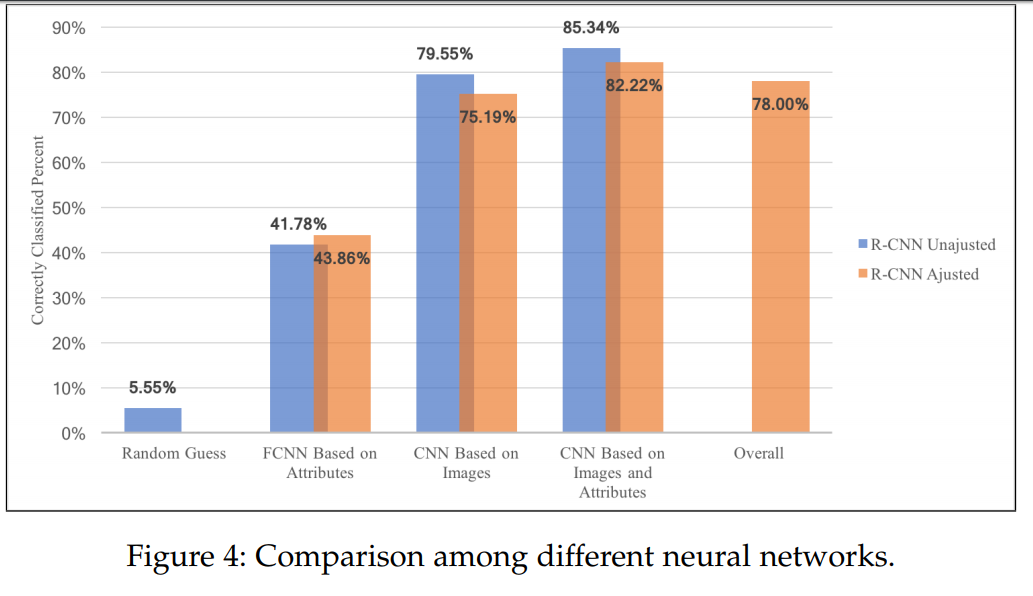 90%
80%
70%
60%
50%
40%
30%
20%
10%
0%
Correctly Classified Percent
5.55%
41.78%
43.86%
79.55%
75.19%
85.34%
82.22%
78.00%
Random Guess
FCNN Based on
Attributes
CNN Based on
Images
CNN Based on
Images and
Attributes
Overall
R-CNN Unajusted
R-CNN Ajusted
Figure 4: Comparison among different neural networks.